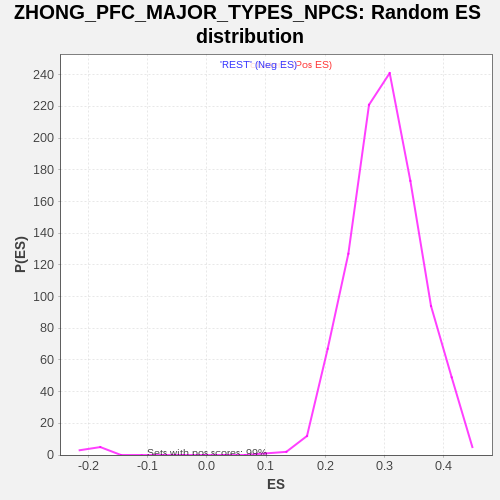 ZHONG_PFC_MAJOR_TYPES_NPCS: Random ES
distribution
'REST' (Neg ES) Pos ES)
P(ES)
240
220
200
180
160
140
120
100
80
60
40
20
0
Sets with pos scores: 99%
-0.2 -0.1 0.0 0.1 0.2 0.3 0.4
ES